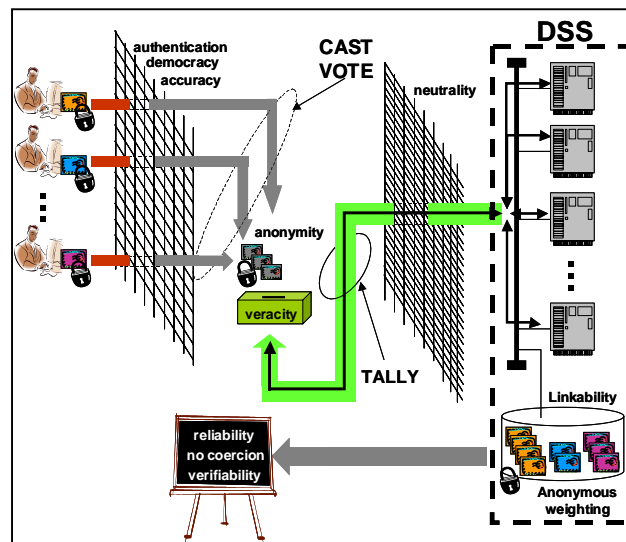 DSS
authentication
democracy
accuracy
CAST
VOTE
neutrality
anonymity
veracity
TALLY
Linkability
reliability
no coercion
verifiability
Anonymous
weighting